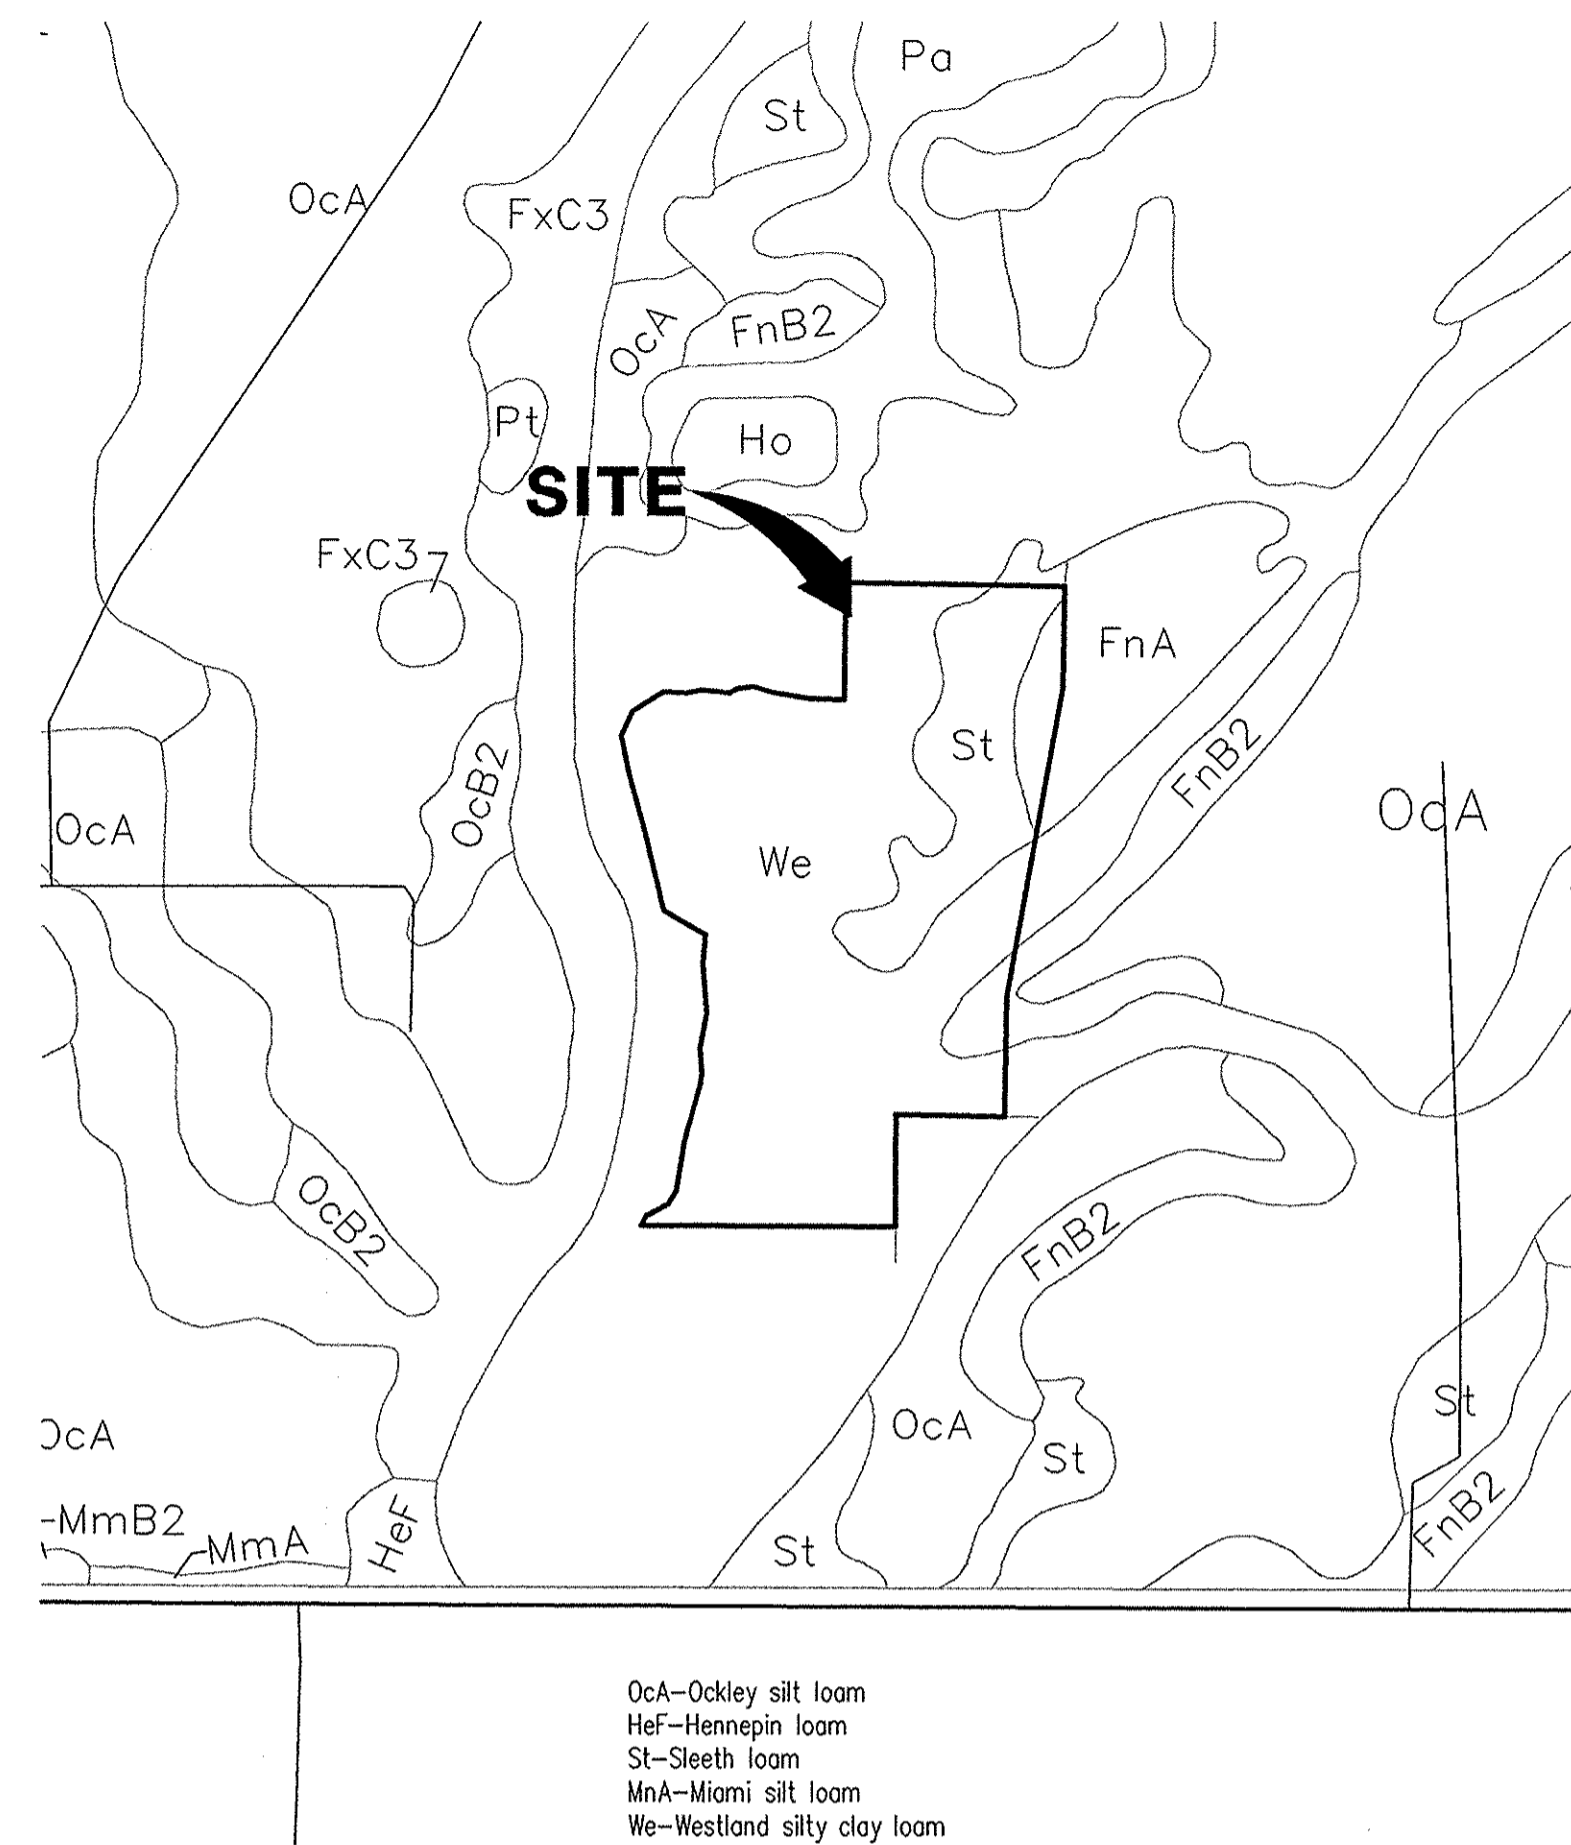 Pa
St
OcA
FxC3
OcA
FnB2
Pt
Ho
SITE
FxC3
FnA
St
FnB2
OcB2
OcA
OcA
We
OcB2
FnB2
St
OcA
OcA
St
-MmB2
MmA
HeF
St
FnB2
OcA–Ockley silt loam
HeF–Hennepin loam
St–Sleeth loam
MnA–Miami silt loam
We–Westland silty clay loam